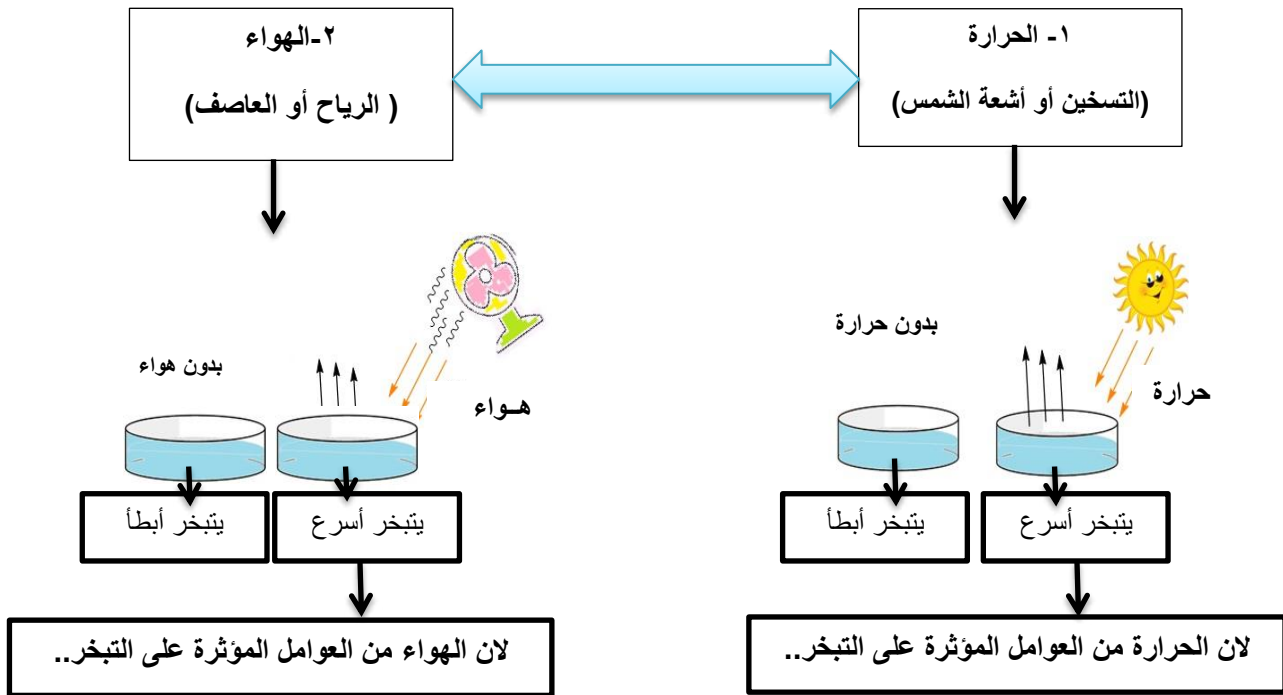 ١- الحرارة
(التسخين أو أشعة الشمس)
٢-الهواء
( الرياح أو العاصف)
بدون حرارة
حرارة
يتبخر أسرع
يتبخر أبطأ
لان الحرارة من العوامل المؤثرة على التبخر..
بدون هواء
هـواء
يتبخر أسرع
يتبخر أبطأ
لان الهواء من العوامل المؤثرة على التبخر..